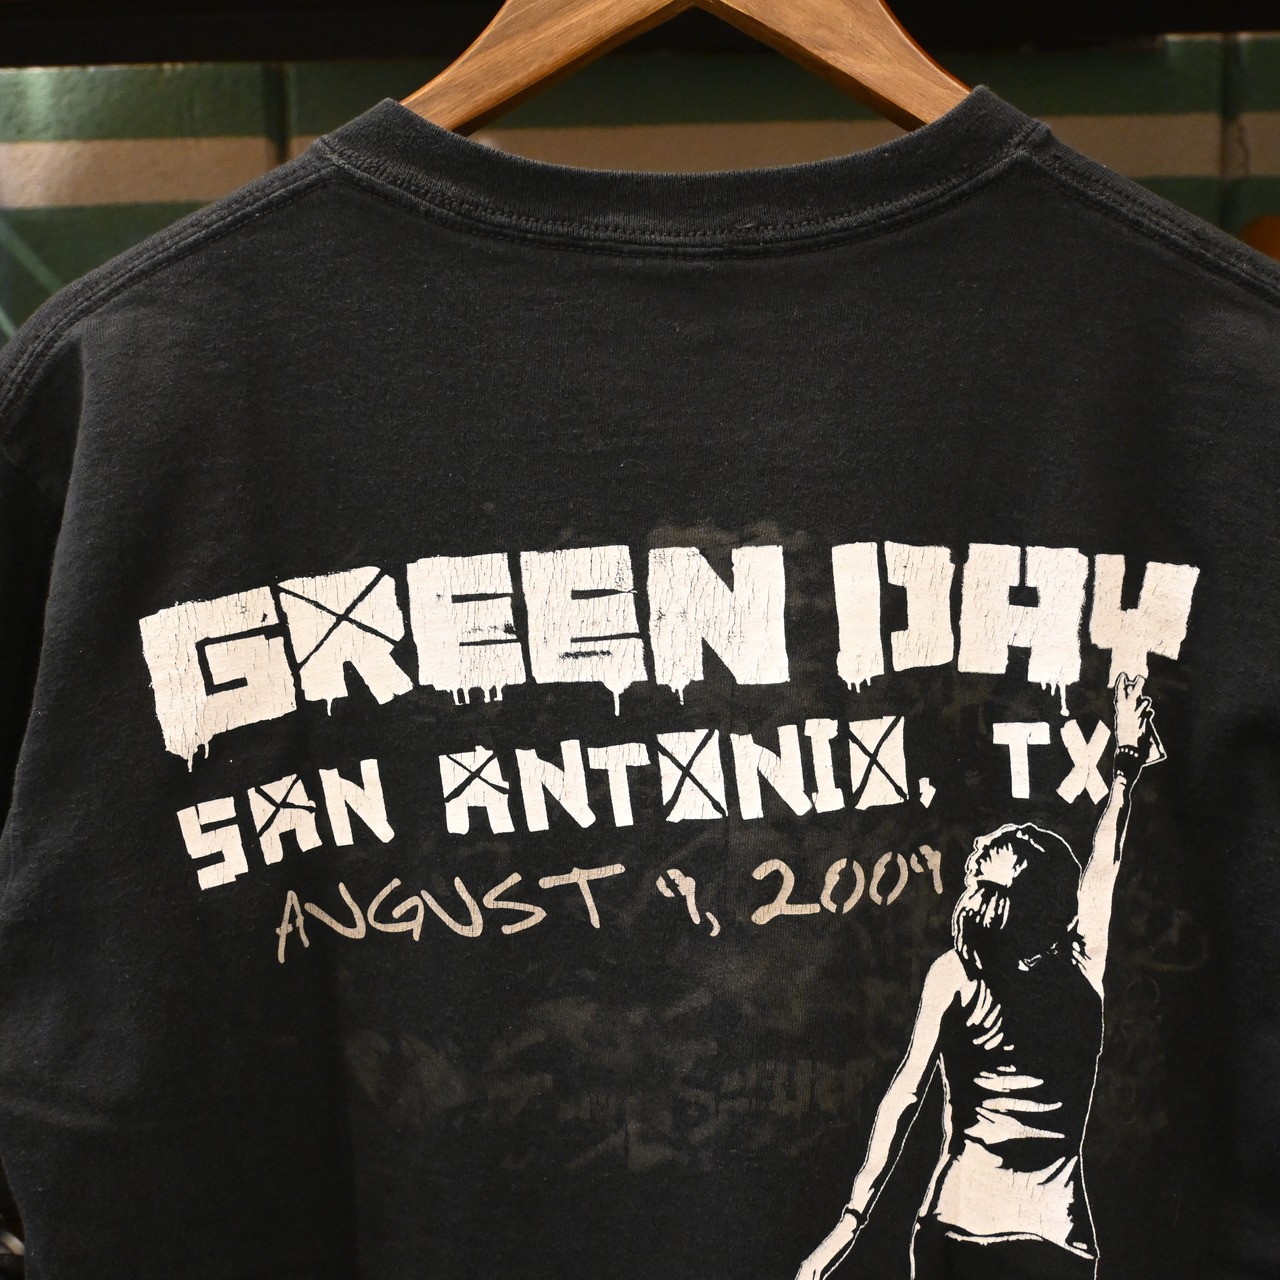 GREEN DAY
SAN ANTONIO, TX
AUGUST 9, 2009